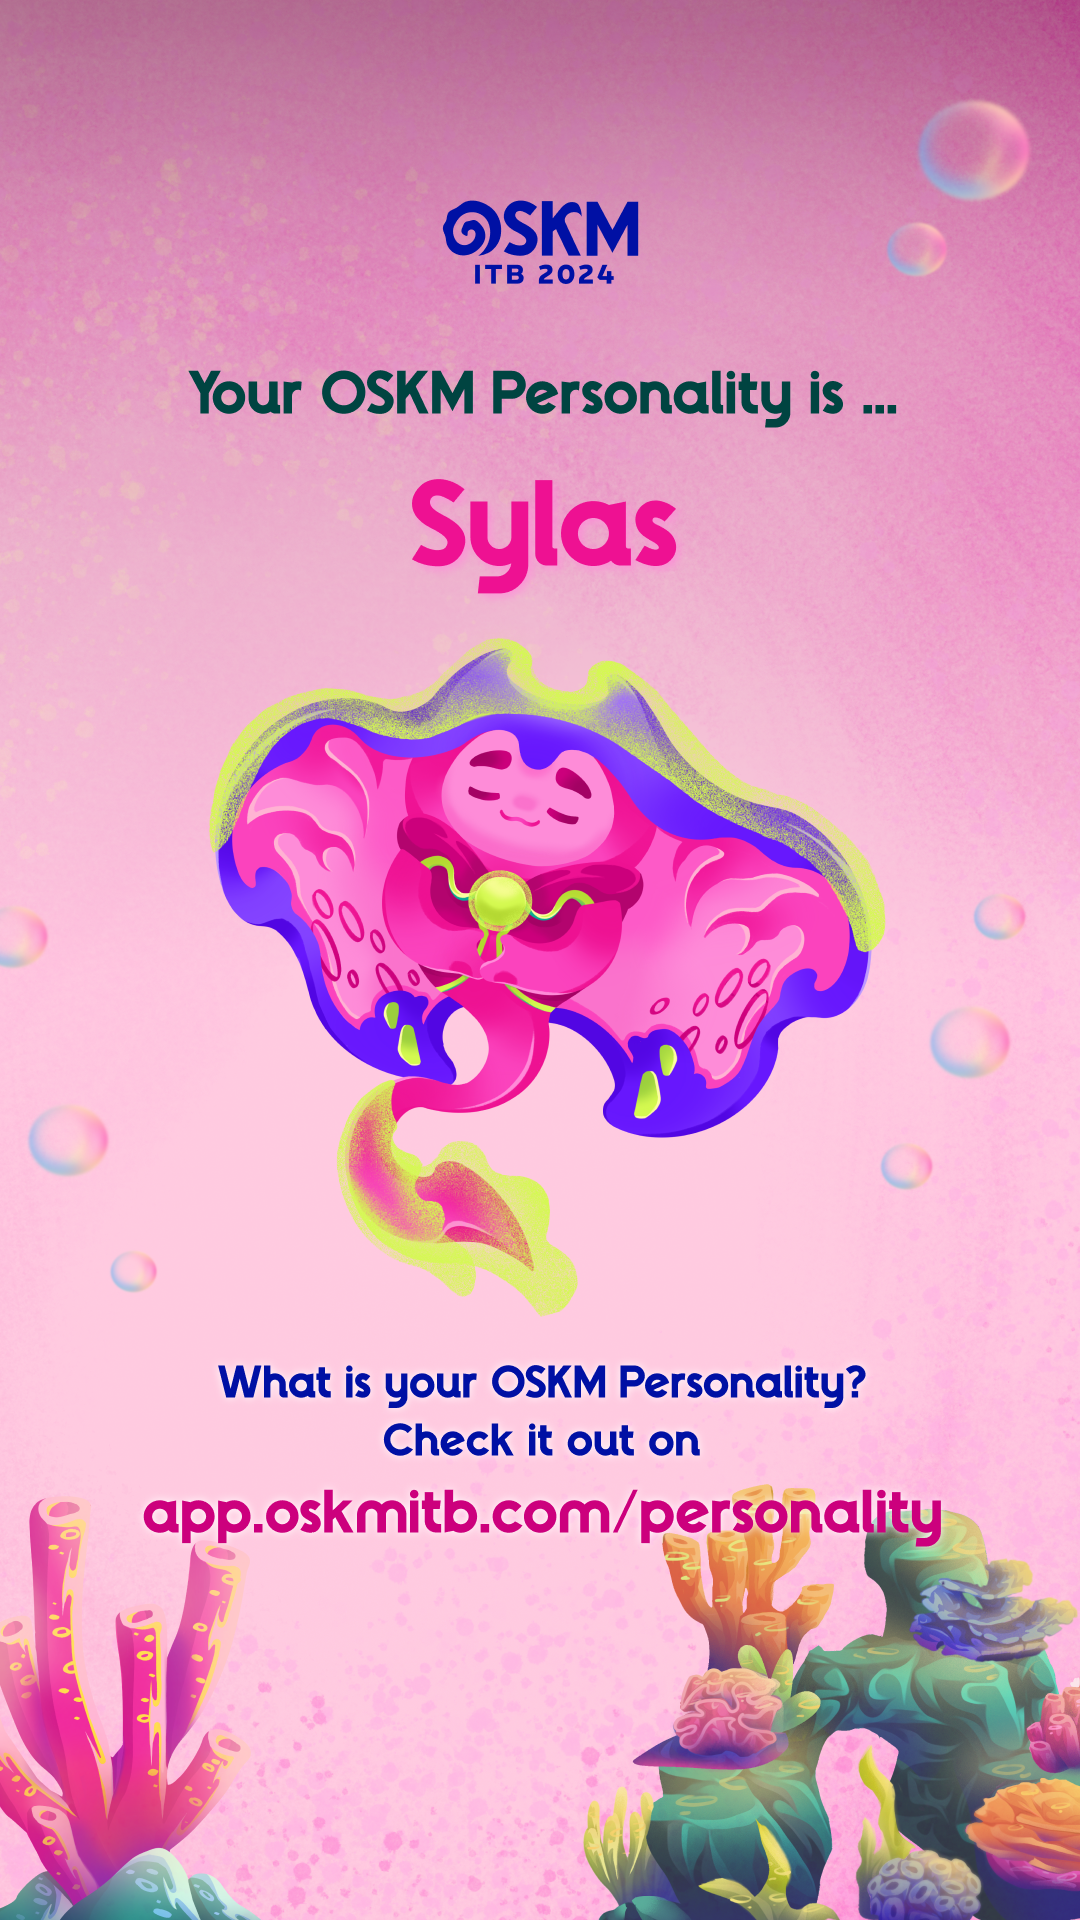 OSKM
ITB 2024
Your OSKM Personality is ...
Sylas
What is your OSKM Personality?
Check it out on
app.oskmitb.com/personality